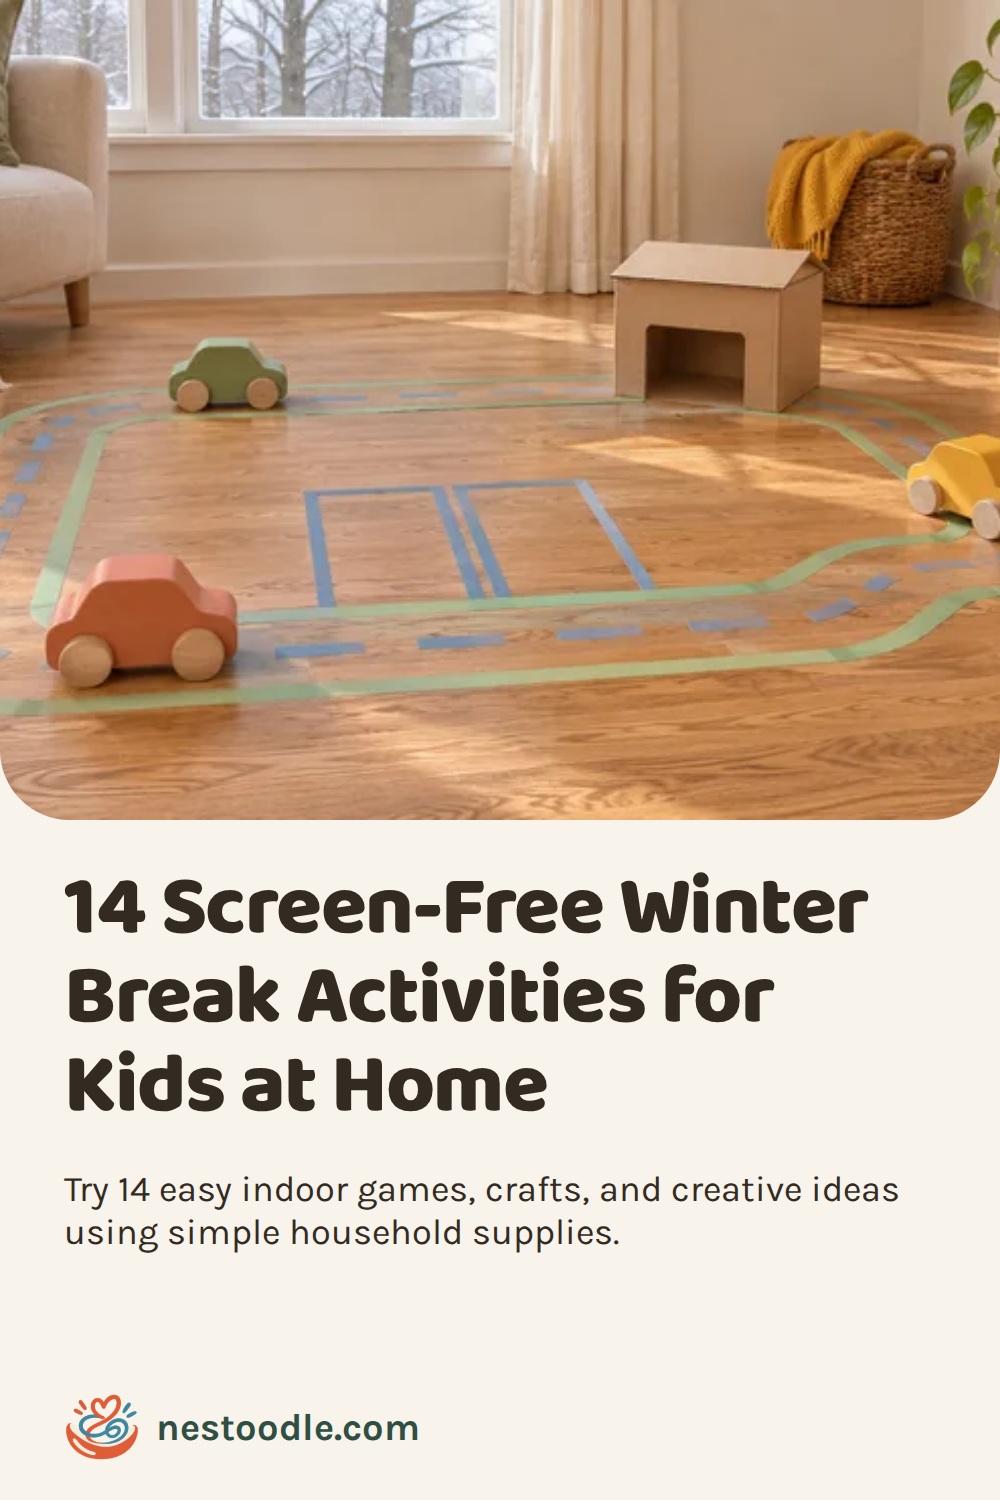 14 Screen-Free Winter
Break Activities for
Kids at Home
Try 14 easy indoor games, crafts, and creative ideas
using simple household supplies.
nestoodle.com